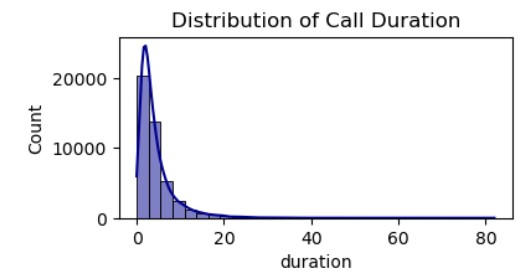 Distribution of Call Duration
20000
10000
0
Count
0 20 40 60 80
duration